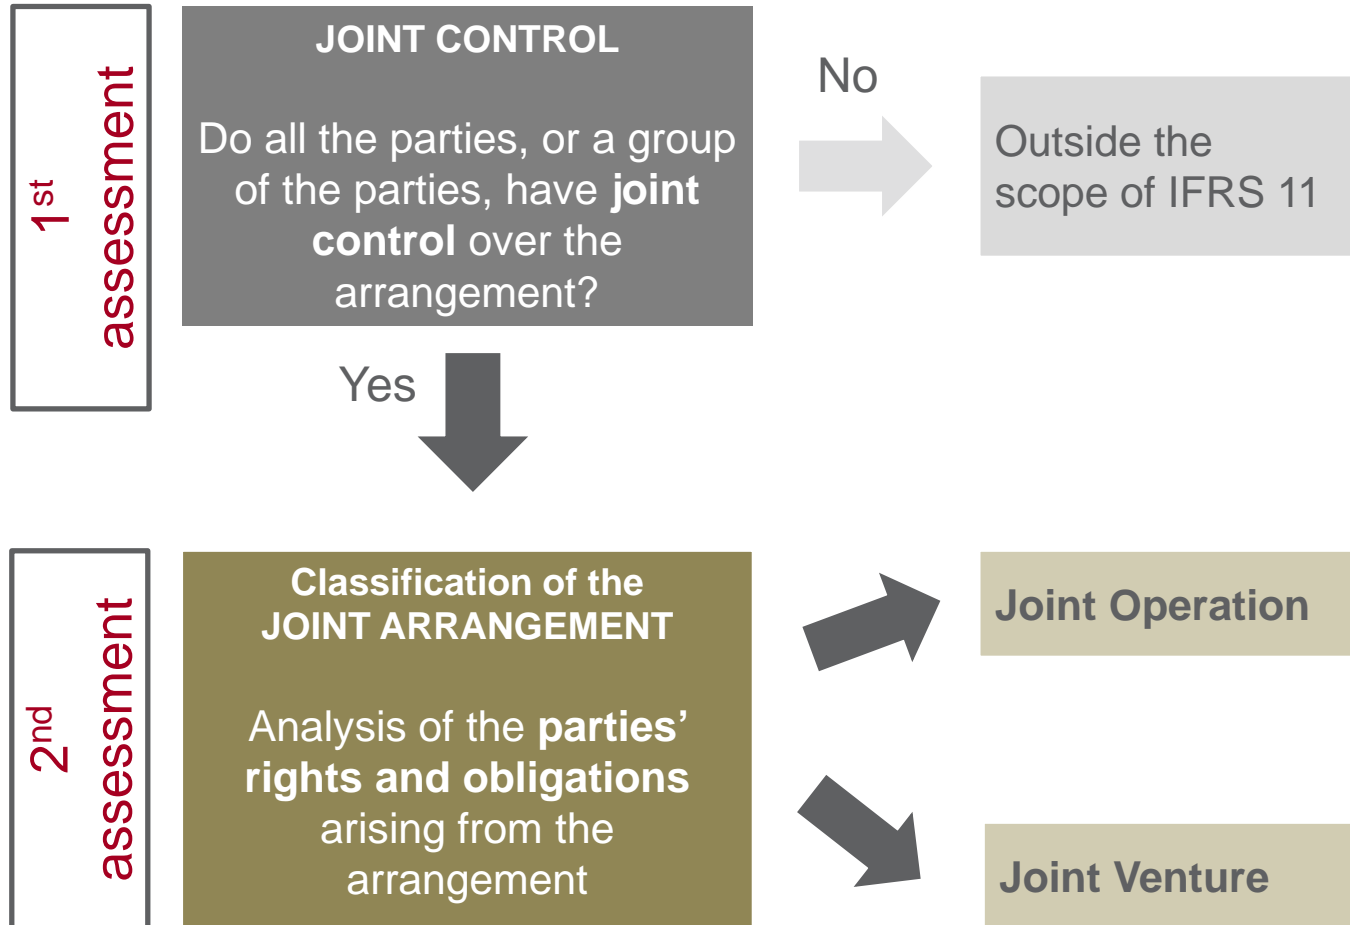 1st
assessment
JOINT CONTROL
Do all the parties, or a group
of the parties, have joint
control over the
arrangement?
No
Outside the
scope of IFRS 11
Yes
2nd
assessment
Classification of the
JOINT ARRANGEMENT
Analysis of the parties’
rights and obligations
arising from the
arrangement
Joint Operation
Joint Venture